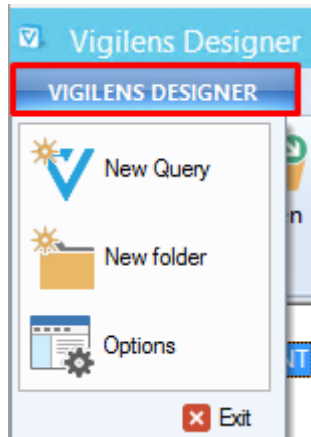 Vigilens Designer
VIGILENS DESIGNER
New Query
New folder
Options
Exit